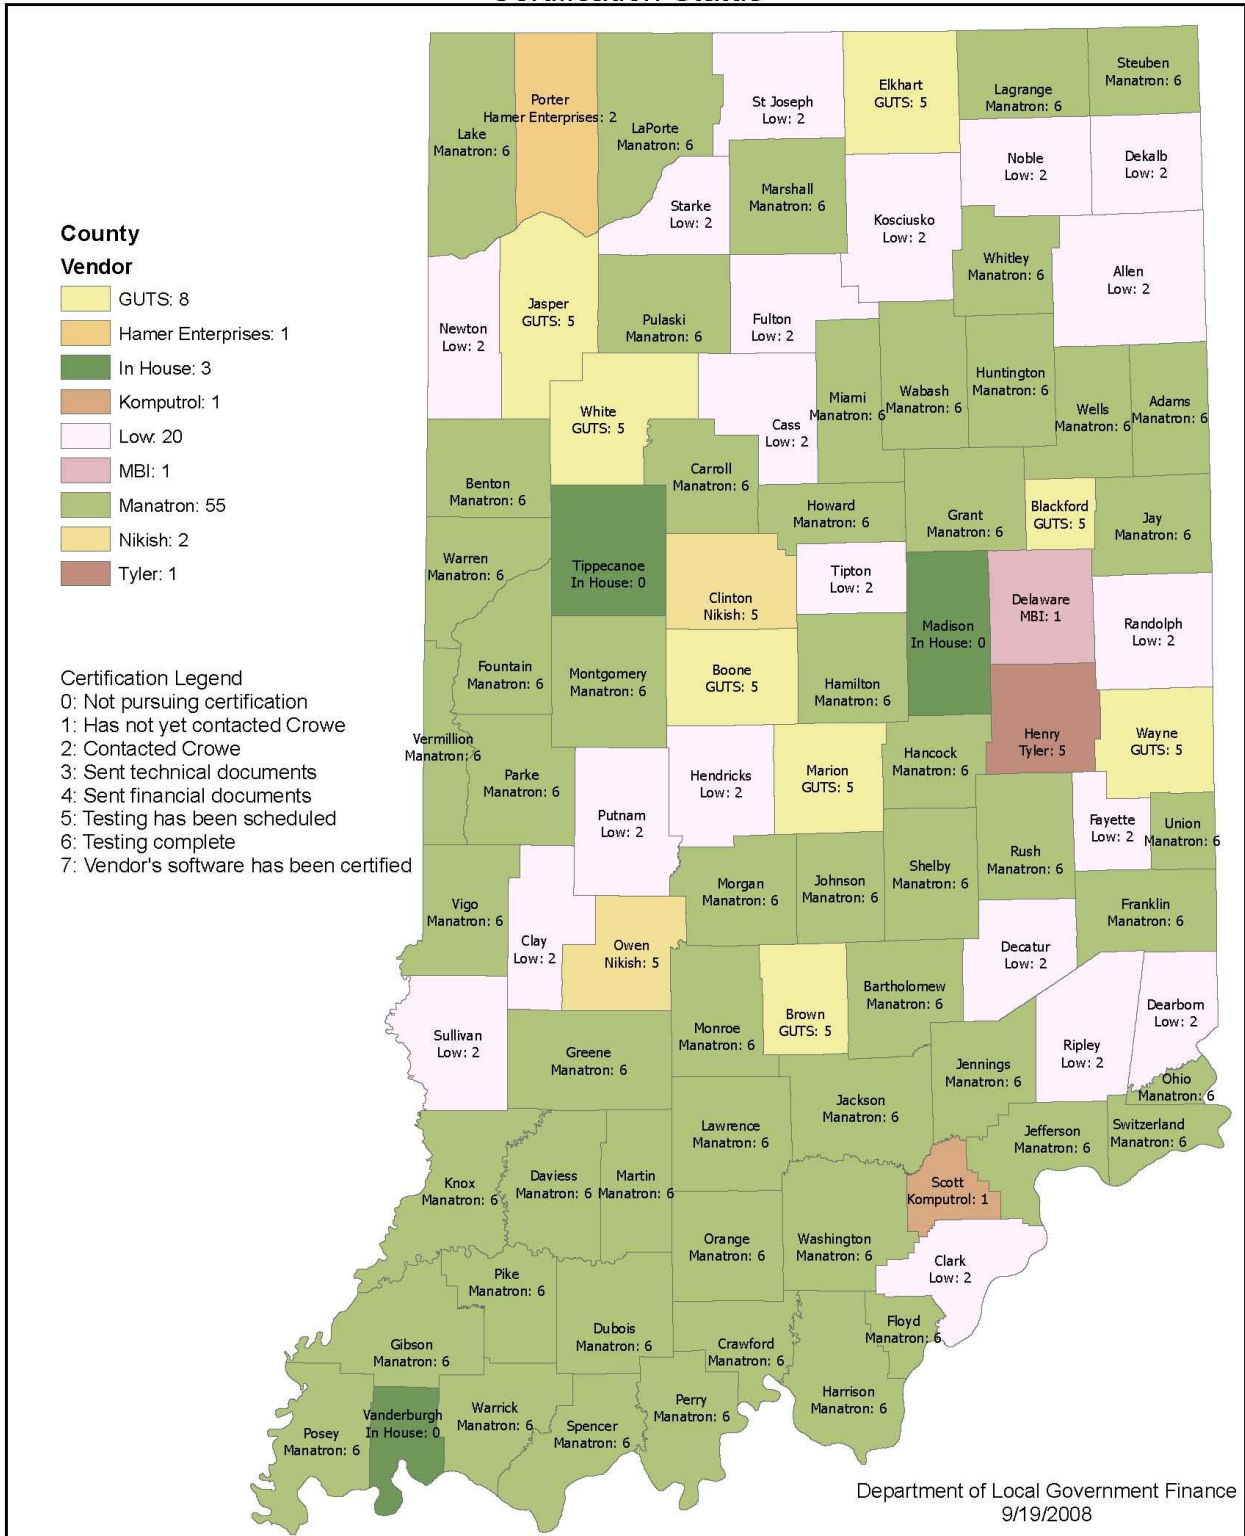 County
Vendor
GUTS: 8
Hamer Enterprises: 1
In House: 3
Komputrol: 1
Low: 20
MBI: 1
Manatron: 55
Nikish: 2
Tyler: 1
Certification Legend
0: Not pursuing certification
1: Has not yet contacted Crowe
2: Contacted Crowe
3: Sent technical documents
4: Sent financial documents
5: Testing has been scheduled
6: Testing complete
7: Vendor's software has been certified
Lake
Manatron: 6
Porter
Hamer Enterprises: 2
LaPorte
Manatron: 6
St Joseph
Low: 2
Elkhart
GUTS: 5
Lagrange
Manatron: 6
Steuben
Manatron: 6
Noble
Low: 2
Dekalb
Low: 2
Starke
Low: 2
Marshall
Manatron: 6
Kosciusko
Low: 2
Whitley
Manatron: 6
Allen
Low: 2
Newton
Low: 2
Jasper
GUTS: 5
Pulaski
Manatron: 6
Fulton
Low: 2
White
GUTS: 5
Cass
Low: 2
Miami
Manatron: 6
Wabash
Manatron: 6
Huntington
Manatron: 6
Wells
Manatron: 6
Adams
Manatron: 6
Benton
Manatron: 6
Carroll
Manatron: 6
Howard
Manatron: 6
Grant
Manatron: 6
Blackford
GUTS: 5
Jay
Manatron: 6
Warren
Manatron: 6
Tippecanoe
In House: 0
Clinton
Nikish: 5
Tipton
Low: 2
Madison
In House: 0
Delaware
MBI: 1
Randolph
Low: 2
Fountain
Manatron: 6
Montgomery
Manatron: 6
Boone
GUTS: 5
Hamilton
Manatron: 6
Vermillion
Manatron: 6
Parke
Manatron: 6
Putnam
Low: 2
Hendricks
Low: 2
Marion
GUTS: 5
Hancock
Manatron: 6
Henry
Tyler: 5
Wayne
GUTS: 5
Fayette
Low: 2
Union
Manatron: 6
Vigo
Manatron: 6
Clay
Low: 2
Owen
Nikish: 5
Morgan
Manatron: 6
Johnson
Manatron: 6
Shelby
Manatron: 6
Rush
Manatron: 6
Franklin
Manatron: 6
Decatur
Low: 2
Sullivan
Low: 2
Greene
Manatron: 6
Monroe
Manatron: 6
Brown
GUTS: 5
Bartholomew
Manatron: 6
Jennings
Manatron: 6
Ripley
Low: 2
Dearborn
Low: 2
Ohio
Manatron: 6
Switzerland
Manatron: 6
Jefferson
Manatron: 6
Jackson
Manatron: 6
Lawrence
Manatron: 6
Knox
Manatron: 6
Daviess
Manatron: 6
Martin
Manatron: 6
Orange
Manatron: 6
Washington
Manatron: 6
Scott
Komputrol: 1
Clark
Low: 2
Pike
Manatron: 6
Gibson
Manatron: 6
Dubois
Manatron: 6
Crawford
Manatron: 6
Floyd
Manatron: 6
Harrison
Manatron: 6
Posey
Manatron: 6
Vanderburgh
In House: 0
Warrick
Manatron: 6
Spencer
Manatron: 6
Perry
Manatron: 6
Department of Local Government Finance
9/19/2008